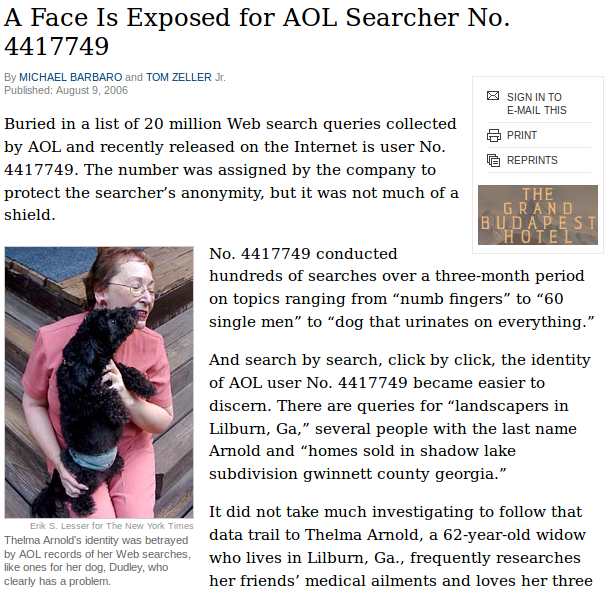 A Face Is Exposed for AOL Searcher No.
4417749
By MICHAEL BARBARO and TOM ZELLER Jr.
Published: August 9, 2006
SIGN IN TO
E-MAIL THIS
PRINT
REPRINTS
THE
GRAND
BUDAPEST
HOTEL
Buried in a list of 20 million Web search queries collected
by AOL and recently released on the Internet is user No.
4417749. The number was assigned by the company to
protect the searcher’s anonymity, but it was not much of a
shield.
No. 4417749 conducted
hundreds of searches over a three-month period
on topics ranging from “numb fingers” to “60
single men” to “dog that urinates on everything.”
And search by search, click by click, the identity
of AOL user No. 4417749 became easier to
discern. There are queries for “landscapers in
Lilburn, Ga,” several people with the last name
Arnold and “homes sold in shadow lake
subdivision gwinnett county georgia.”
It did not take much investigating to follow that
data trail to Thelma Arnold, a 62-year-old widow
who lives in Lilburn, Ga., frequently researches
her friends’ medical ailments and loves her three
Erik S. Lesser for The New York Times
Thelma Arnold's identity was betrayed
by AOL records of her Web searches,
like ones for her dog, Dudley, who
clearly has a problem.